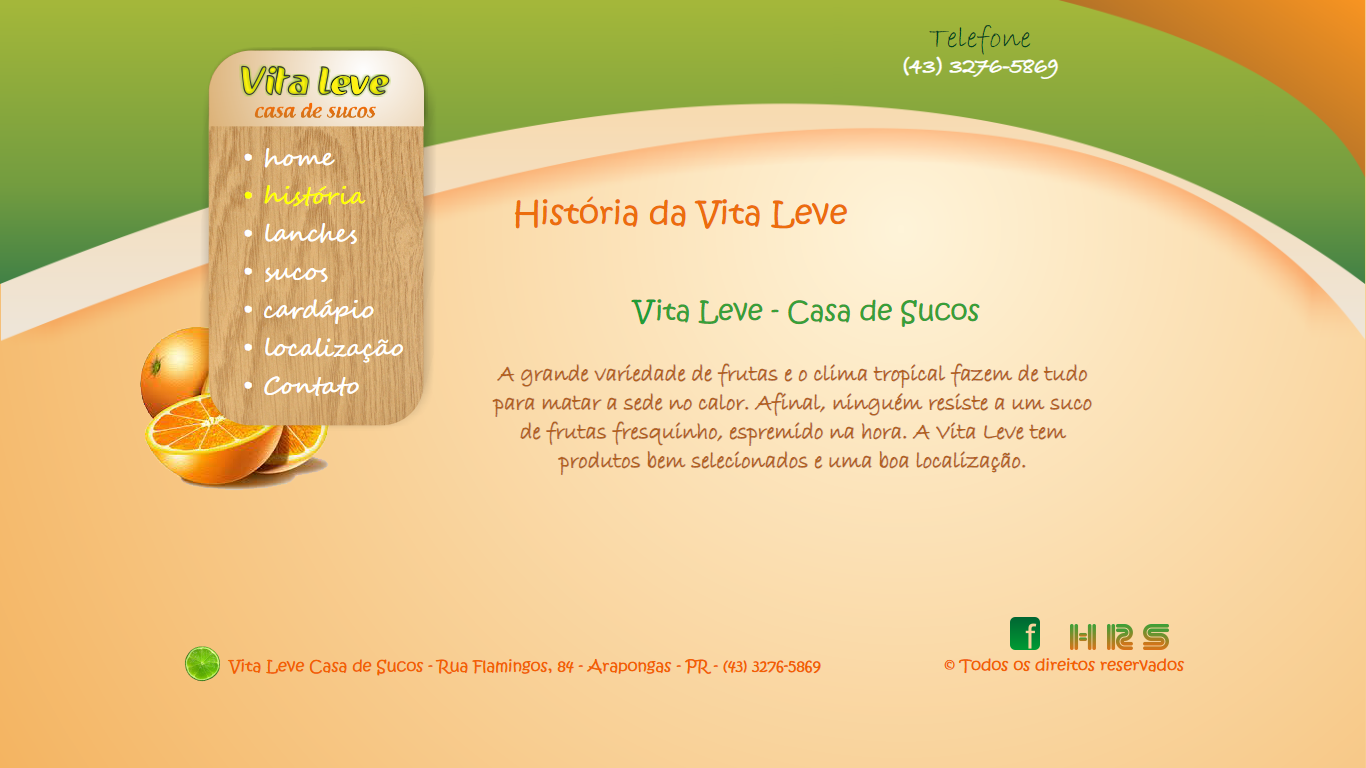 Telefone
(43) 3276-5869
Vita leve
casa de sucos
• home
• história
• lanches
• sucos
• cardápio
• localização
• Contato
História da Vita Leve
Vita Leve - Casa de Sucos
A grande variedade de frutas e o clima tropical fazem de tudo
para matar a sede no calor. Afinal, ninguém resiste a um suco
de frutas fresquinho, espremido na hora. A Vita Leve tem
produtos bem selecionados e uma boa localização.
f
HRS
Vita Leve Casa de Sucos - Rua Flamingos, 84 - Arapongas - PR - (43) 3276-5869
© Todos os direitos reservados